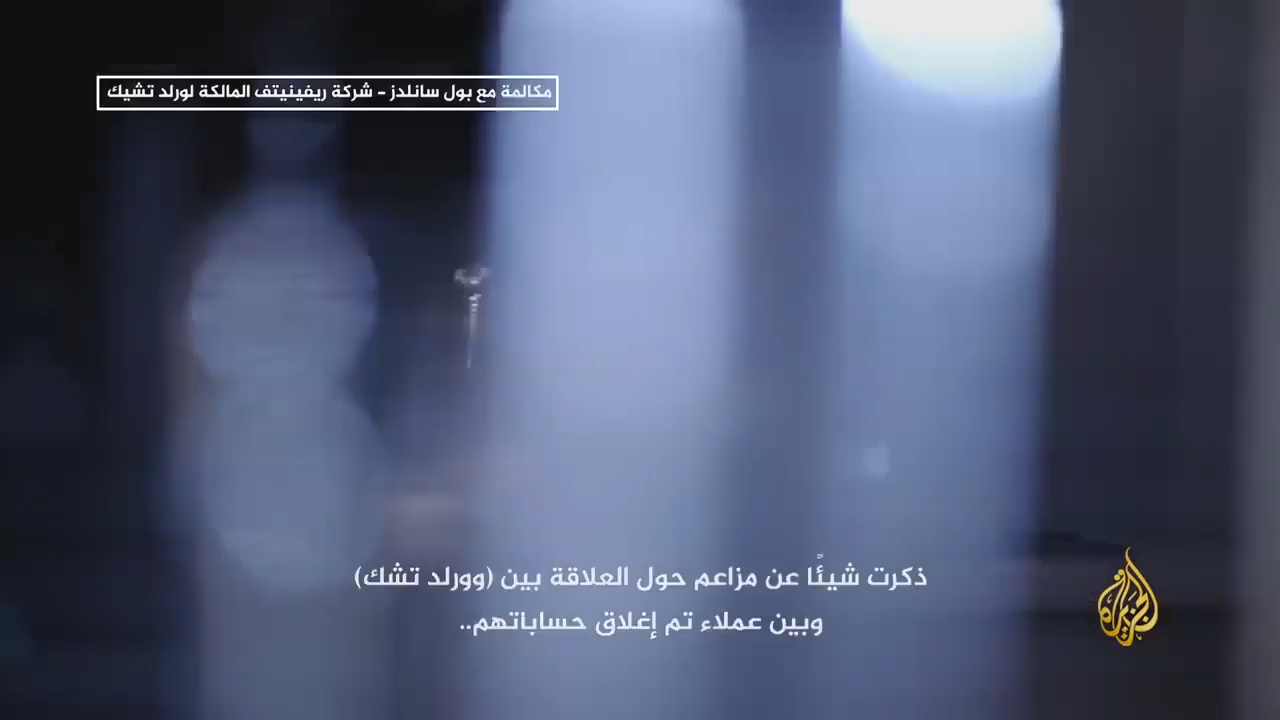 مكالمة مع بول سانلدز - شركة ريفينيتف المالكة لورلد تشيك
ذكرت شيئًا عن مزاعم حول العلاقة بين (وورلد تشك)
وبين عملاء تم إغلاق حساباتهم..
الجزيرة